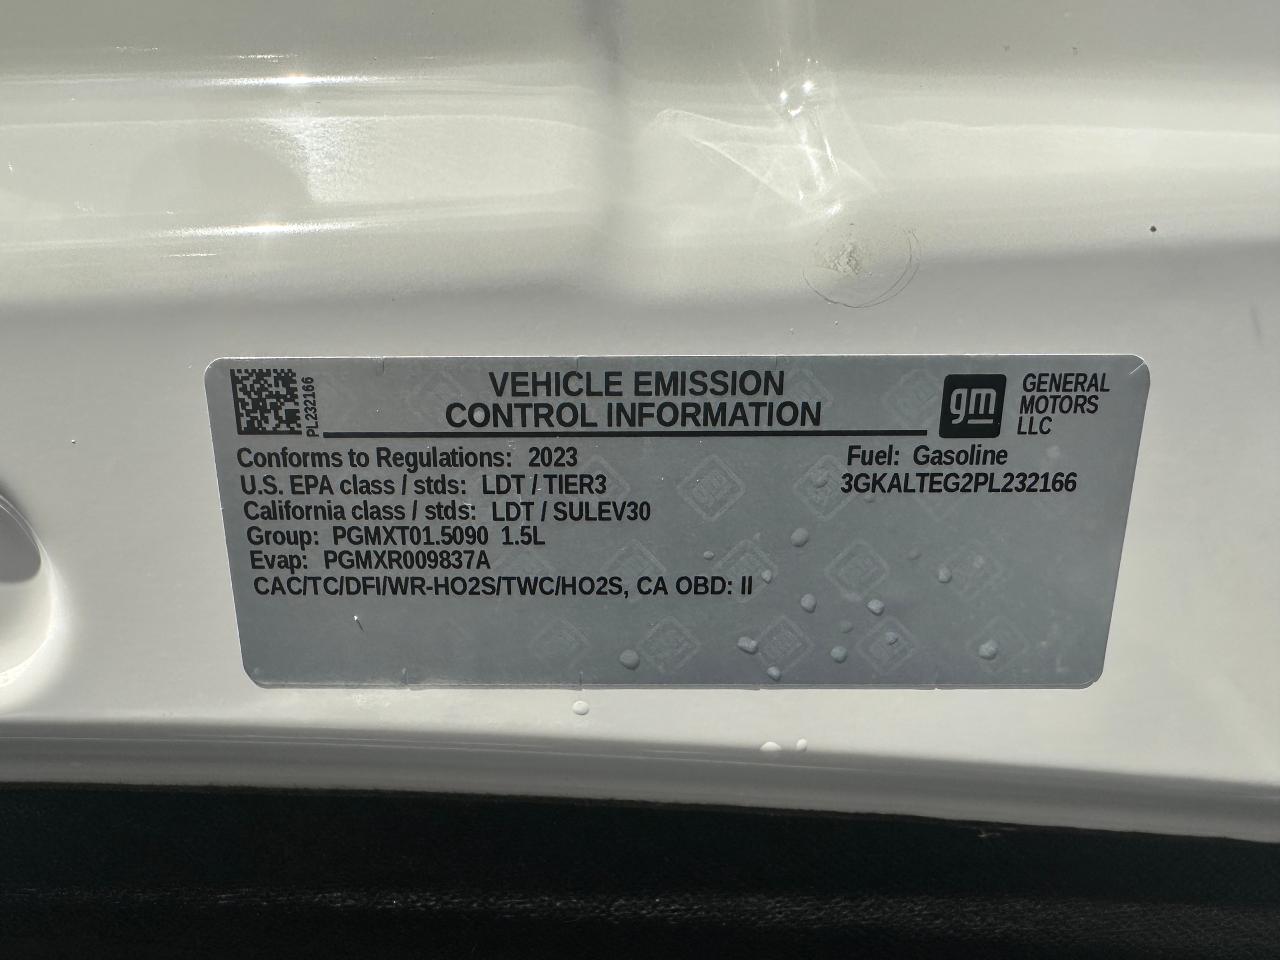 PL232166
VEHICLE EMISSION
CONTROL INFORMATION
gm
GENERAL
MOTORS
LLC
Conforms to Regulations: 2023
U.S. EPA class / stds: LDT / TIER3
California class / stds: LDT / SULEV30
Group: PGMXT01.5090 1.5L
Evap: PGMXR009837A
CAC/TC/DFI/WR-HO2S/TWC/HO2S, CA OBD: II
Fuel: Gasoline
3GKALTEG2PL232166